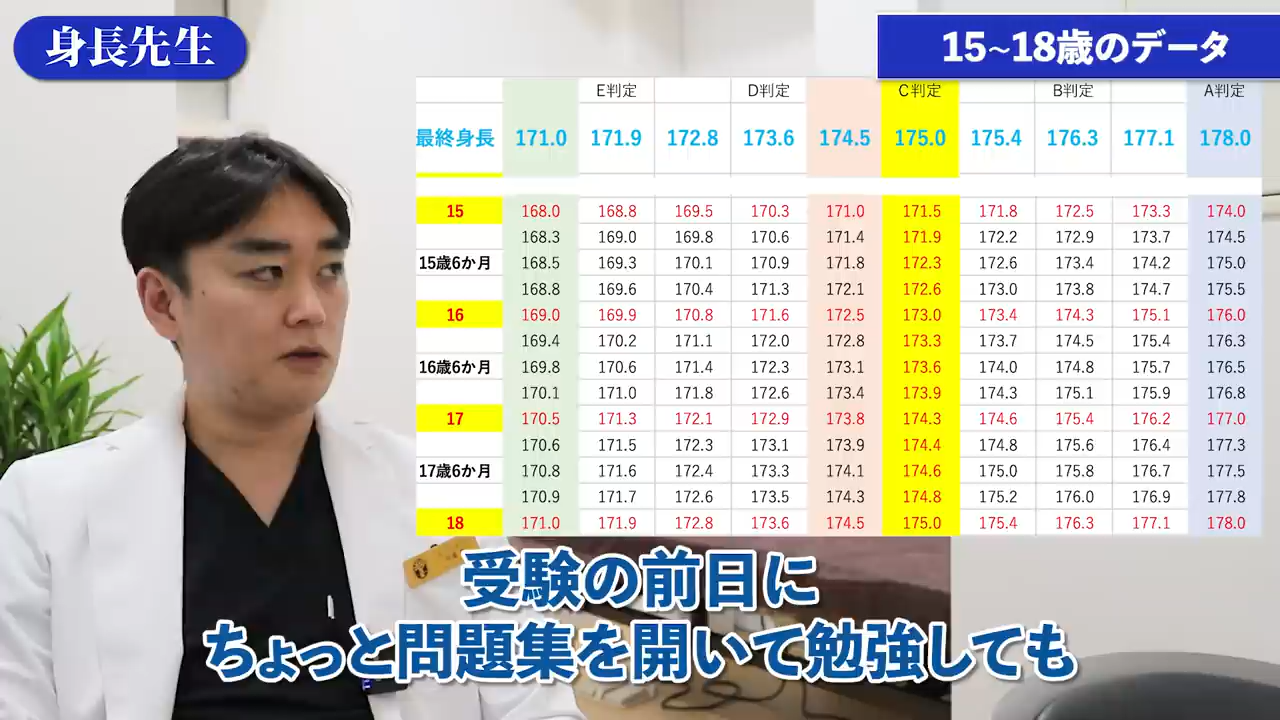 身長先生
15~18歳のデータ
E判定 D判定 C判定 B判定 A判定
最終身長 171.0 171.9 172.8 173.6 174.5 175.0 175.4 176.3 177.1 178.0
15 168.0 168.8 169.5 170.3 171.0 171.5 171.8 172.5 173.3 174.0
168.3 169.0 169.8 170.6 171.4 171.9 172.2 172.9 173.7 174.5
15歳6か月 168.5 169.3 170.1 170.9 171.8 172.3 172.6 173.4 174.2 175.0
168.8 169.6 170.4 171.3 172.1 172.6 173.0 173.8 174.7 175.5
16 169.0 169.9 170.8 171.6 172.5 173.0 173.4 174.3 175.1 176.0
169.4 170.2 171.1 172.0 172.8 173.3 173.7 174.5 175.4 176.3
16歳6か月 169.8 170.6 171.4 172.3 173.1 173.6 174.0 174.8 175.7 176.5
170.1 171.0 171.8 172.6 173.4 173.9 174.3 175.1 175.9 176.8
17 170.5 171.3 172.1 172.9 173.8 174.3 174.6 175.4 176.2 177.0
170.6 171.5 172.3 173.1 173.9 174.4 174.8 175.6 176.4 177.3
17歳6か月 170.8 171.6 172.4 173.3 174.1 174.6 175.0 175.8 176.7 177.5
170.9 171.7 172.6 173.5 174.3 174.8 175.2 176.0 176.9 177.8
18 171.0 171.9 172.8 173.6 174.5 175.0 175.4 176.3 177.1 178.0
受験の前日に
ちょっと問題集を開いて勉強しても